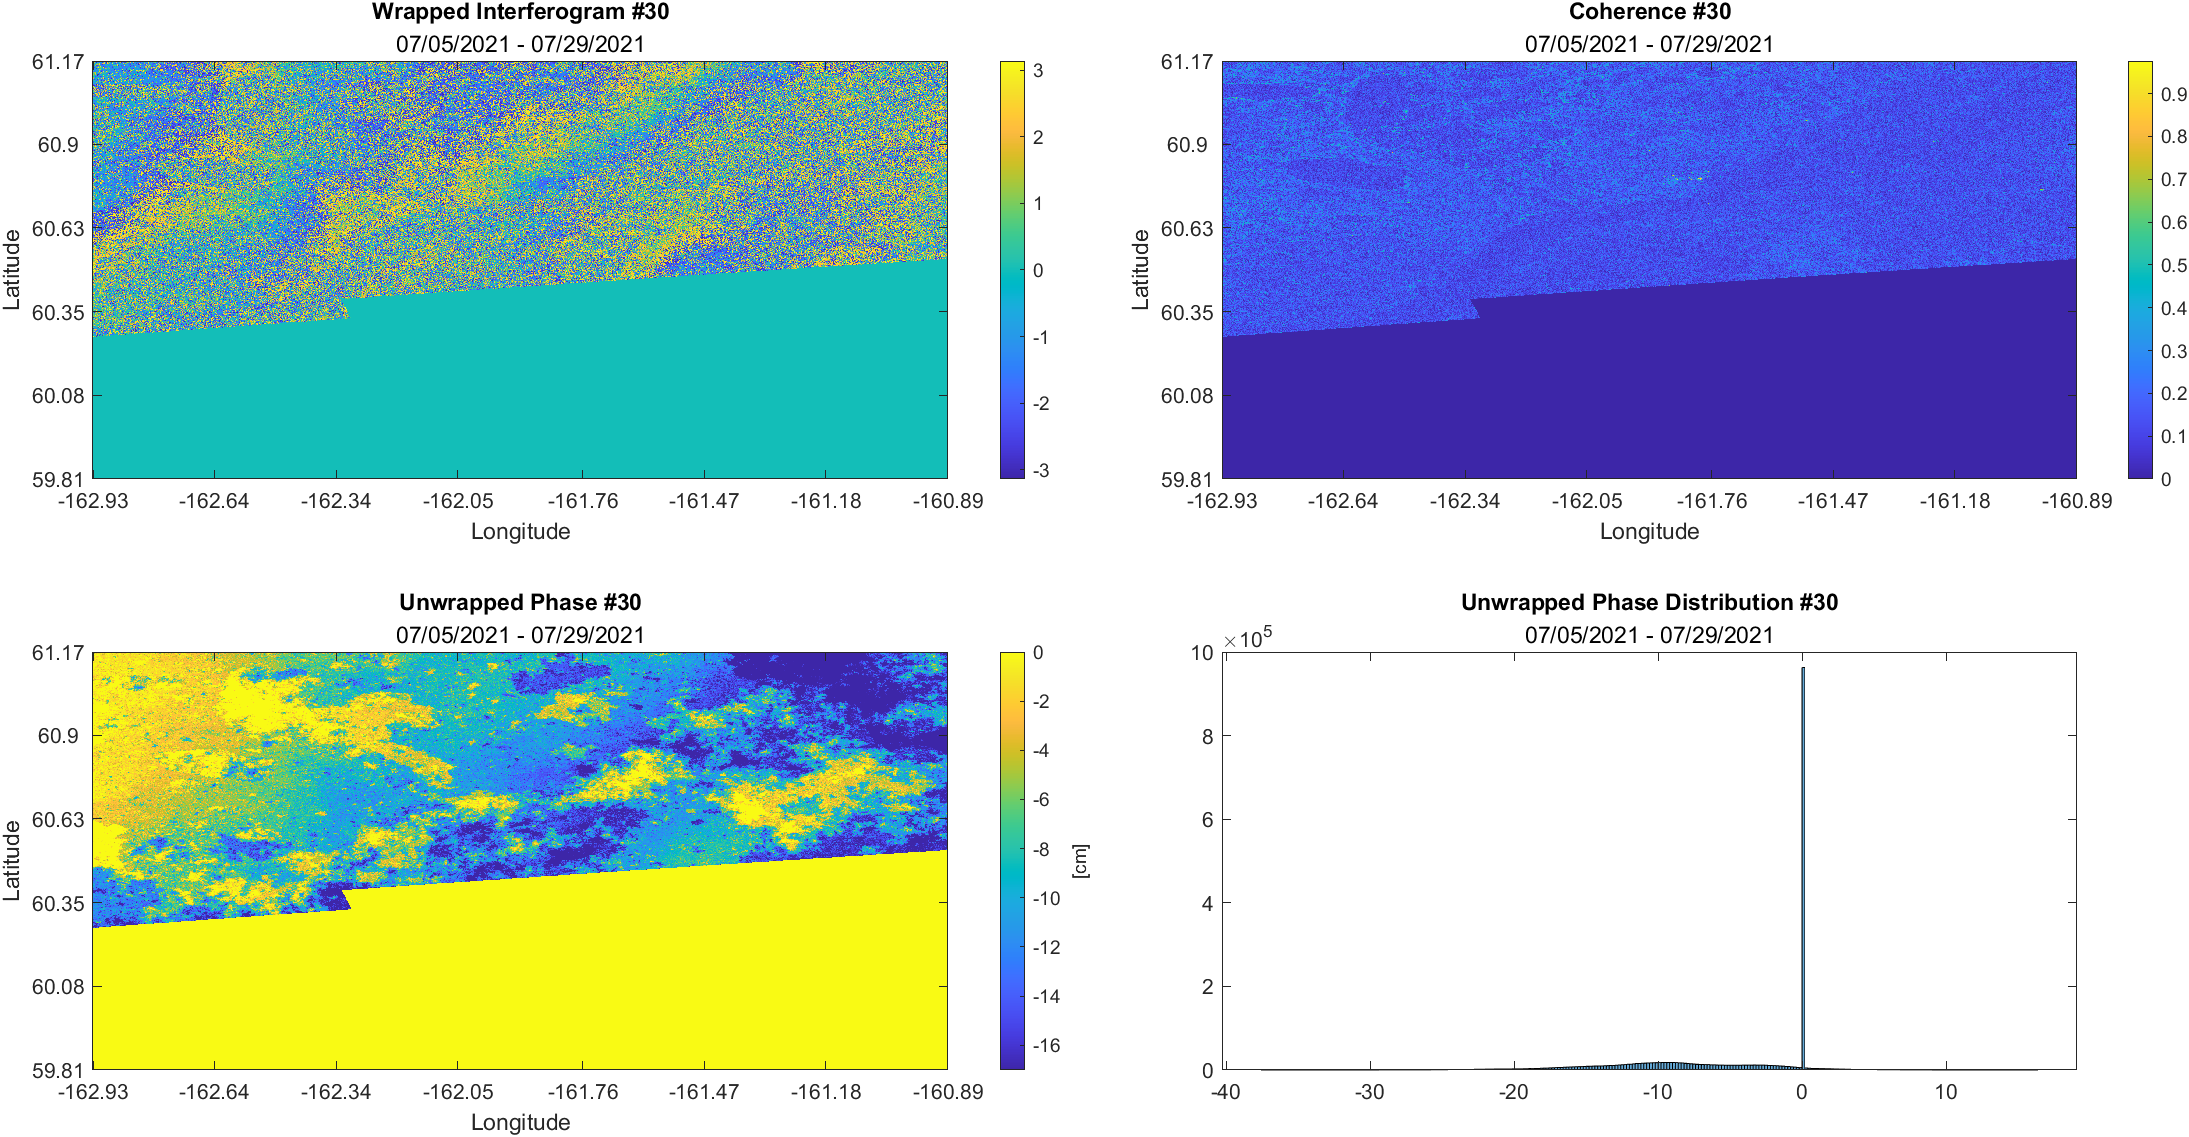 Wrapped Interferogram #30
07/05/2021 - 07/29/2021
61.17
60.9
60.63
60.35
60.08
59.81
Latitude
-162.93 -162.64 -162.34 -162.05 -161.76 -161.47 -161.18 -160.89
Longitude
3
2
1
0
-1
-2
-3
Coherence #30
07/05/2021 - 07/29/2021
61.17
60.9
60.63
60.35
60.08
59.81
Latitude
-162.93 -162.64 -162.34 -162.05 -161.76 -161.47 -161.18 -160.89
Longitude
0.9
0.8
0.7
0.6
0.5
0.4
0.3
0.2
0.1
0
Unwrapped Phase #30
07/05/2021 - 07/29/2021
61.17
60.9
60.63
60.35
60.08
59.81
Latitude
-162.93 -162.64 -162.34 -162.05 -161.76 -161.47 -161.18 -160.89
Longitude
0
-2
-4
-6
-8
-10
-12
-14
-16
[cm]
Unwrapped Phase Distribution #30
07/05/2021 - 07/29/2021
×10⁵
10
8
6
4
2
0
-40 -30 -20 -10 0 10